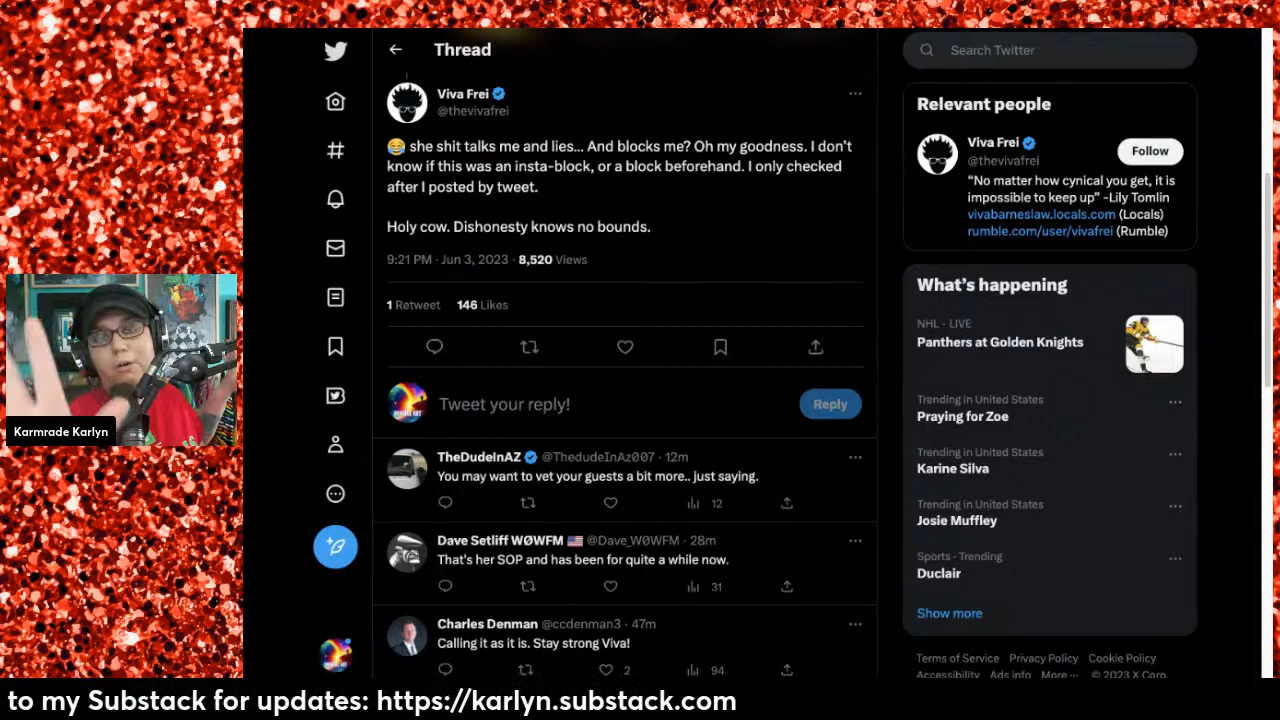 Thread
Viva Frei
@thevivafrei
😂 she shit talks me and lies... And blocks me? Oh my goodness. I don't
know if this was an insta-block, or a block beforehand. I only checked
after I posted by tweet.
Holy cow. Dishonesty knows no bounds.
9:21 PM · Jun 3, 2023 · 8,520 Views
1 Retweet 146 Likes
Tweet your reply!
Reply
TheDudeInAZ @ThedudeInAz007 · 12m
You may want to vet your guests a bit more.. just saying.
12
Dave Setliff WØWFM 🇺🇸 @Dave_W0WFM · 28m
That's her SOP and has been for quite a while now.
31
Charles Denman @ccdenman3 · 47m
Calling it as it is. Stay strong Viva!
2 94
Search Twitter
Relevant people
Viva Frei
@thevivafrei
Follow
“No matter how cynical you get, it is
impossible to keep up” -Lily Tomlin
vivabarneslaw.locals.com (Locals)
rumble.com/user/vivafrei (Rumble)
What's happening
NHL · LIVE
Panthers at Golden Knights
Trending in United States
Praying for Zoe
Trending in United States
Karine Silva
Trending in United States
Josie Muffley
Sports · Trending
Duclair
Show more
Terms of Service Privacy Policy Cookie Policy
Accessibility Ads info More ··· © 2023 X Corp.
Karmrade Karlyn
to my Substack for updates: https://karlyn.substack.com